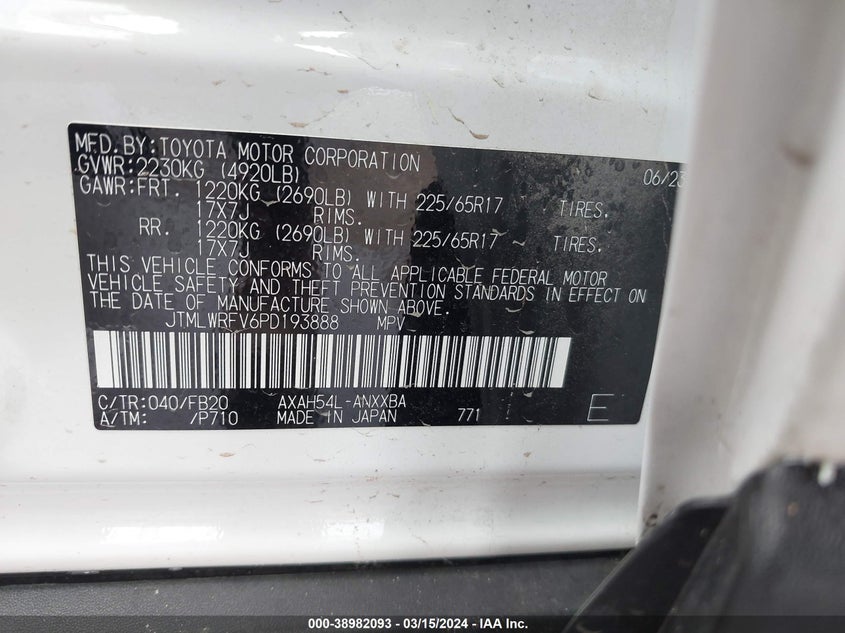 MFD. BY: TOYOTA MOTOR CORPORATION 06/23
GVWR: 2230KG (4920LB)
GAWR: FRT. 1220KG (2690LB) WITH 225/65R17 TIRES.
17X7J RIMS.
RR. 1220KG (2690LB) WITH 225/65R17 ~ TIRES.
17X7J RIMS.
THIS VEHICLE CONFORMS TO ALL APPLICABLE FEDERAL MOTOR
VEHICLE SAFETY AND THEFT PREVENTION STANDARDS IN EFFECT ON
THE DATE OF MANUFACTURE SHOWN ABOVE.
JTMLWRFV6PD193888 MPV
C/TR: 040/FB20 AXAH54L-ANXXBA
A/TM: /P710 MADE IN JAPAN 771 E
000-38982093 - 03/15/2024 - IAA Inc.